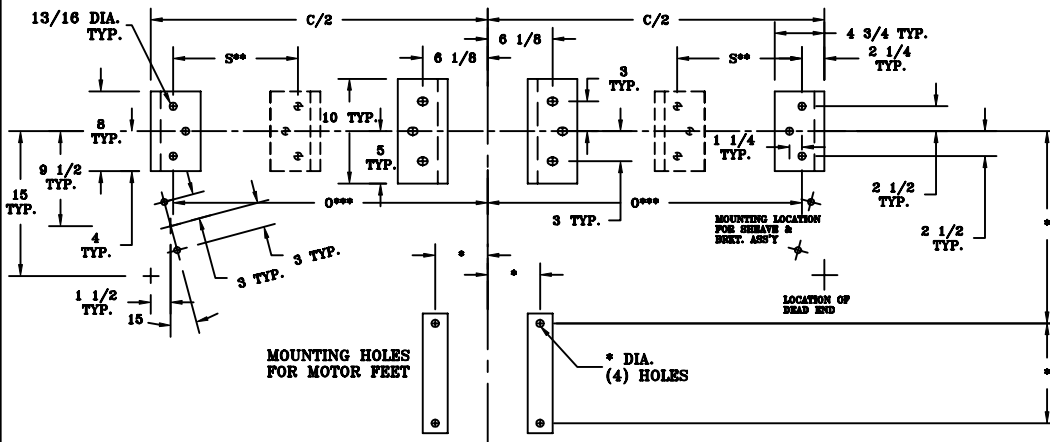 C/2
C/2
13/16 DIA.
TYP.
6 1/8
4 3/4 TYP.
S**
6 1/8
S**
2 1/4
TYP.
3
TYP.
10 TYP.
8
TYP.
5
TYP.
1 1/4
TYP.
9 1/2
TYP.
15
TYP.
2 1/2
TYP.
O***
O***
4
TYP.
3 TYP.
MOUNTING LOCATION
FOR SHEAVE &
BRKT. ASS'Y
2 1/2
TYP.
*
3 TYP.
3 TYP.
*
*
1 1/2
TYP.
15
LOCATION OF
DEAD END
MOUNTING HOLES
FOR MOTOR FEET
* DIA.
(4) HOLES
*